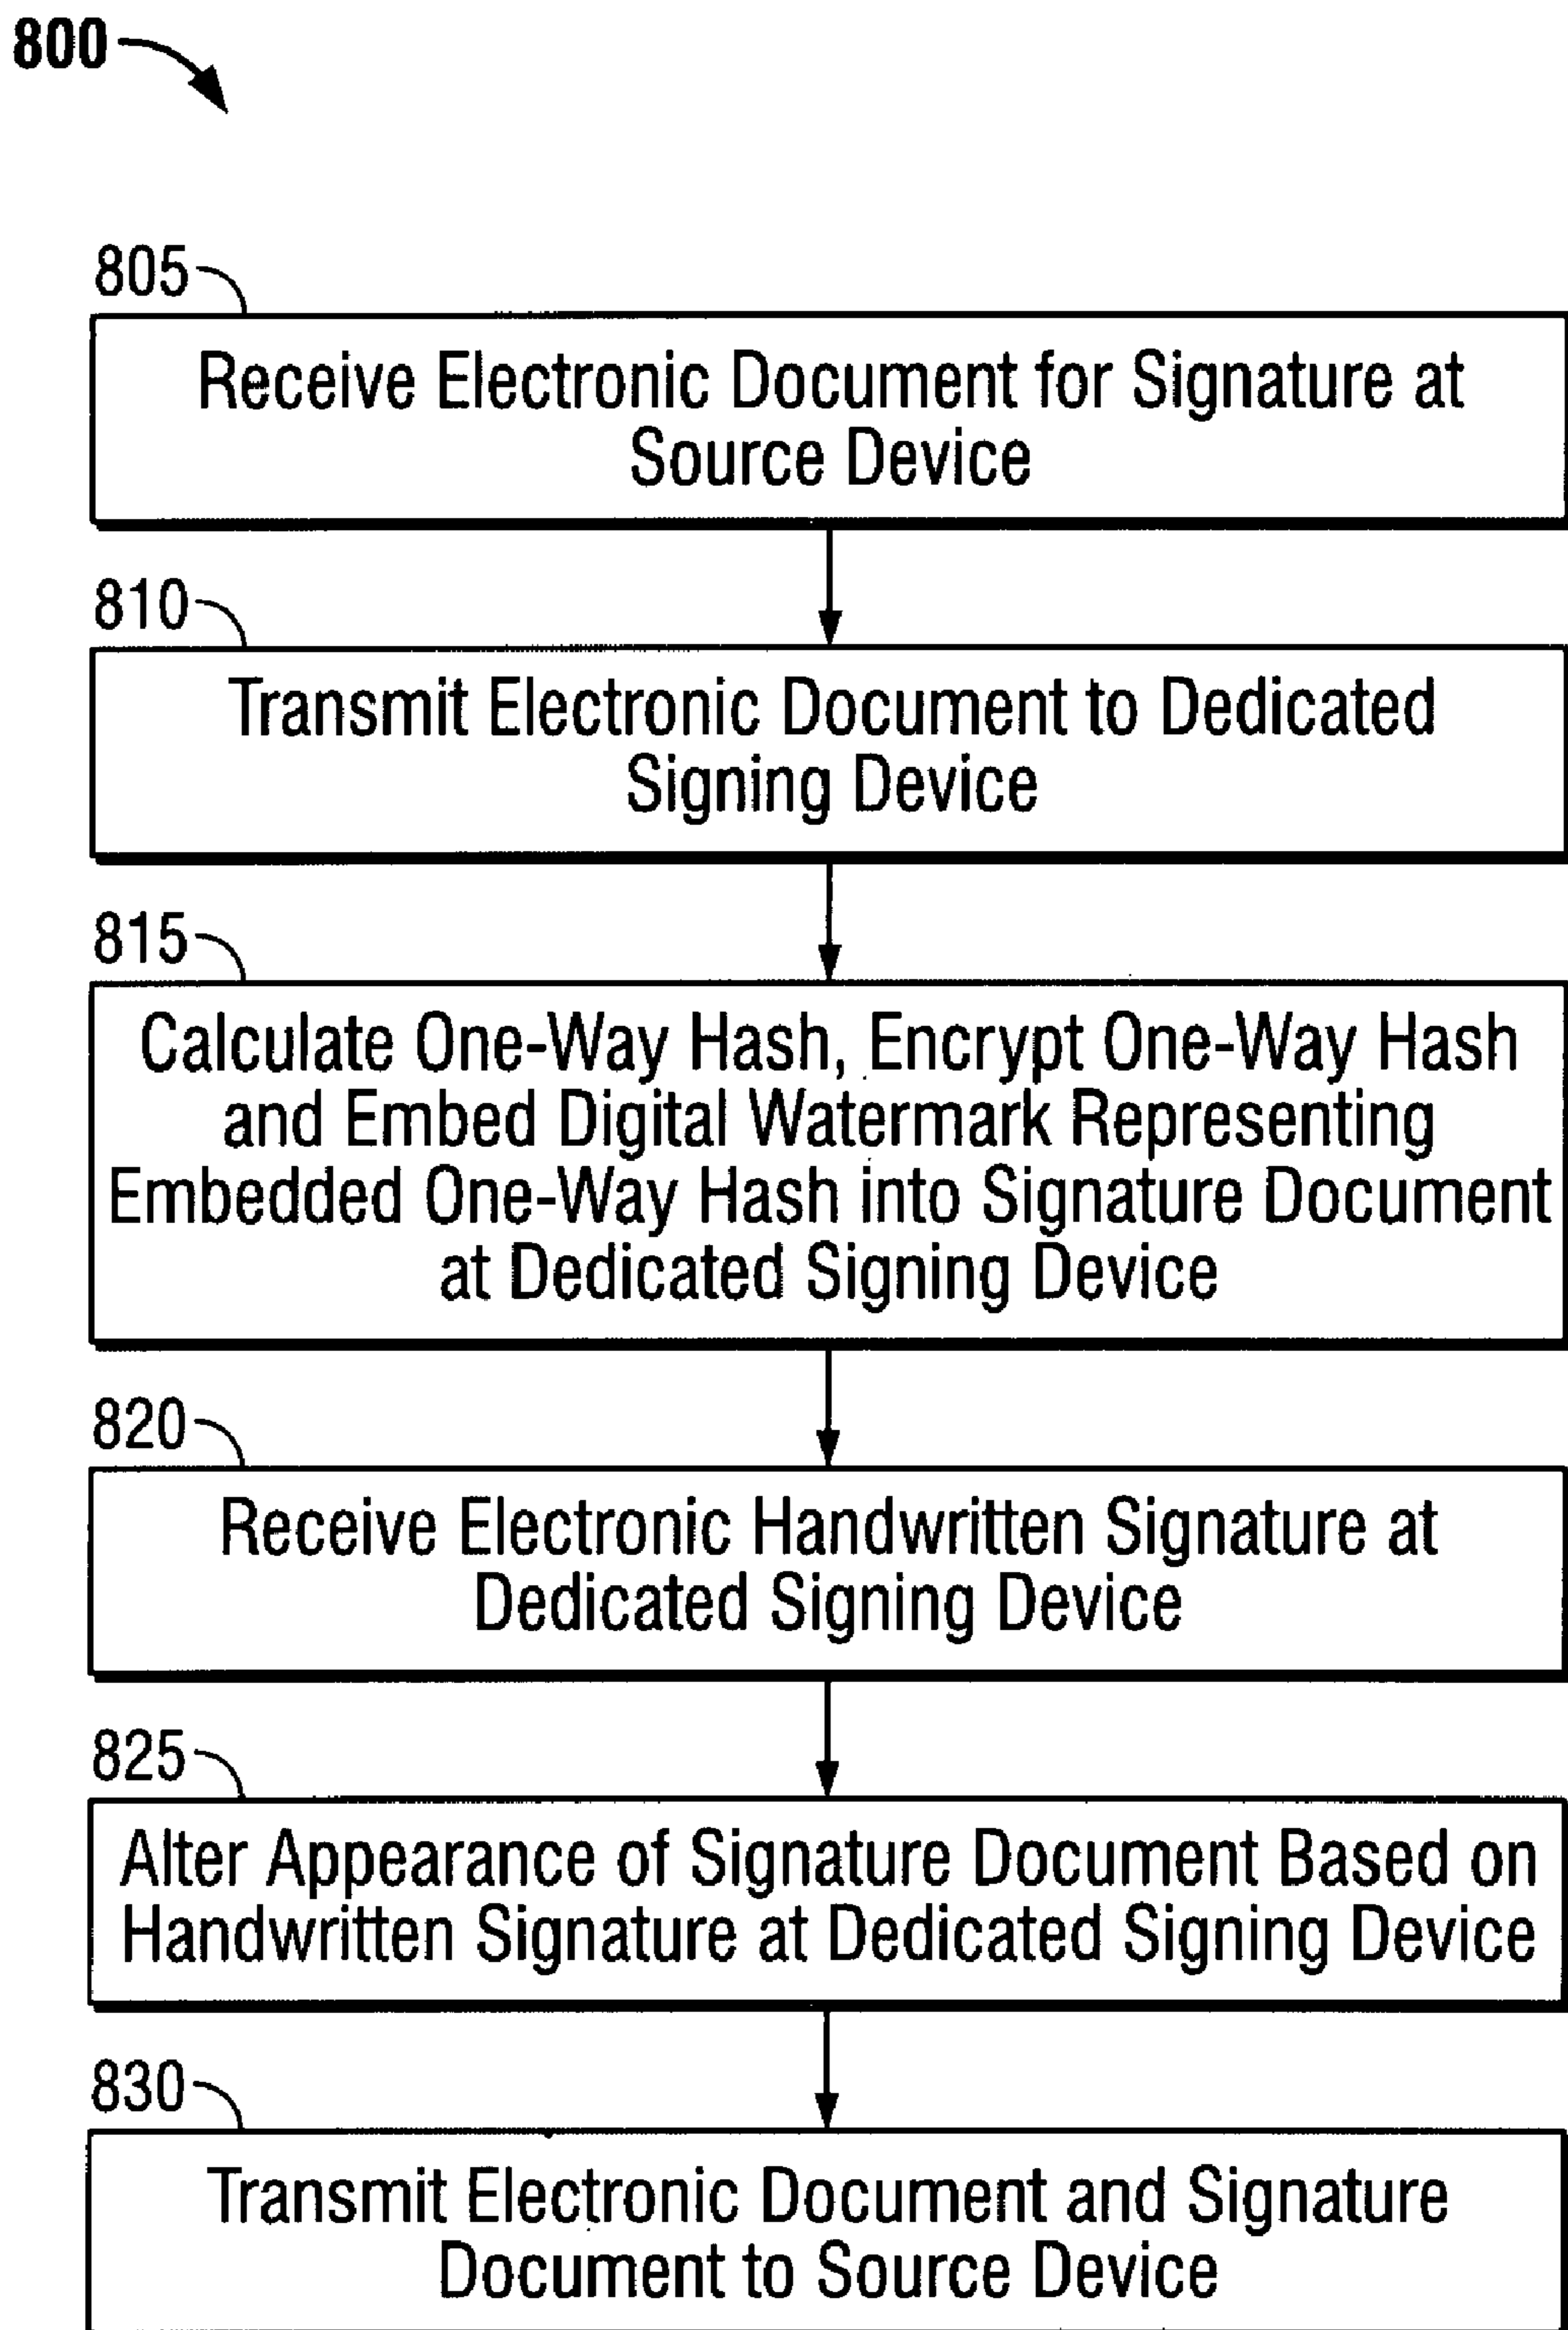 800
805
Receive Electronic Document for Signature at
Source Device
810
Transmit Electronic Document to Dedicated
Signing Device
815
Calculate One-Way Hash, Encrypt One-Way Hash
and Embed Digital Watermark Representing
Embedded One-Way Hash into Signature Document
at Dedicated Signing Device
820
Receive Electronic Handwritten Signature at
Dedicated Signing Device
825
Alter Appearance of Signature Document Based on
Handwritten Signature at Dedicated Signing Device
830
Transmit Electronic Document and Signature
Document to Source Device